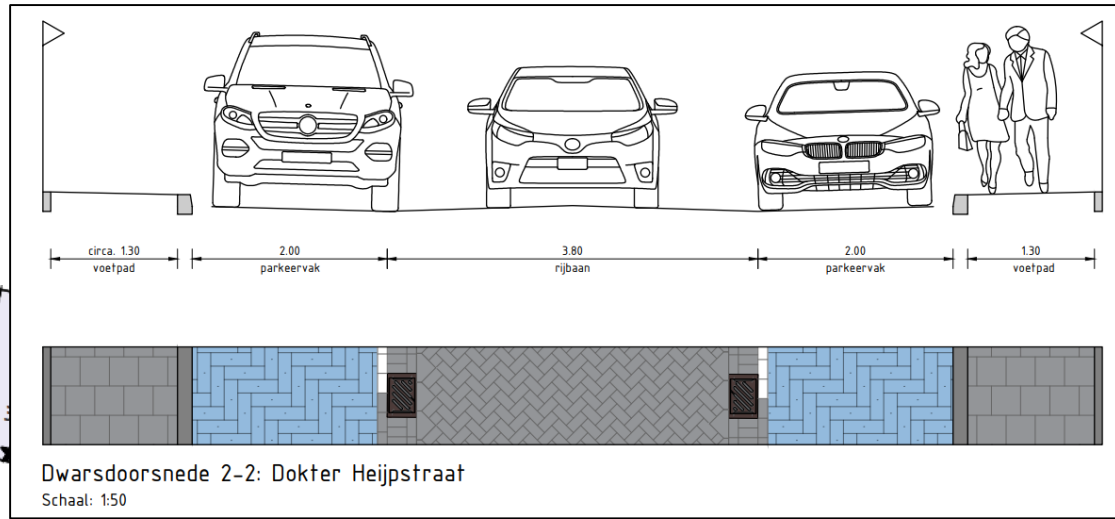 circa. 1.30
voetpad
2.00
parkeervak
3.80
rijbaan
2.00
parkeervak
1.30
voetpad
Dwarsdoorsnede 2-2: Dokter Heijpstraat
Schaal: 1:50